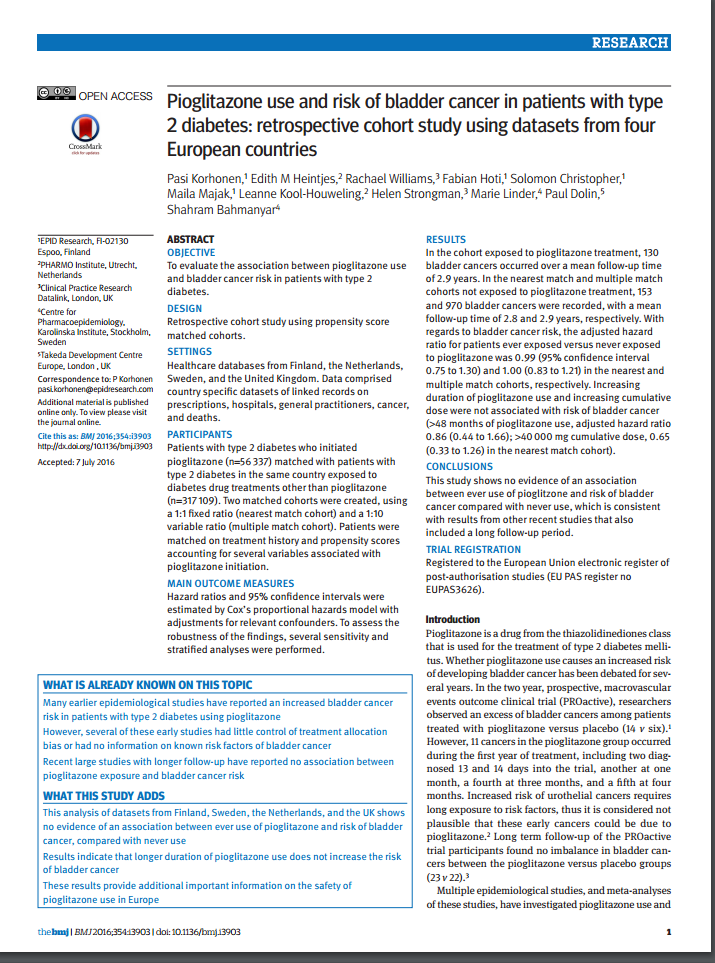 RESEARCH
OPEN ACCESS
CrossMark
click for updates
Pioglitazone use and risk of bladder cancer in patients with type
2 diabetes: retrospective cohort study using datasets from four
European countries
Pasi Korhonen,¹ Edith M Heintjes,² Rachael Williams,³ Fabian Hoti,¹ Solomon Christopher,¹
Maila Majak,¹ Leanne Kool-Houweling,² Helen Strongman,³ Marie Linder,⁴ Paul Dolin,⁵
Shahram Bahmanyar⁴
¹EPID Research, FI-02130
Espoo, Finland
²PHARMO Institute, Utrecht,
Netherlands
³Clinical Practice Research
Datalink, London, UK
⁴Centre for
Pharmacoepidemiology,
Karolinska Institute, Stockholm,
Sweden
⁵Takeda Development Centre
Europe, London , UK
Correspondence to: P Korhonen
pasi.korhonen@epidresearch.com
Additional material is published
online only. To view please visit
the journal online.
Cite this as: BMJ 2016;354:i3903
http://dx.doi.org/10.1136/bmj.i3903
Accepted: 7 July 2016
ABSTRACT
OBJECTIVE
To evaluate the association between pioglitazone use
and bladder cancer risk in patients with type 2
diabetes.
DESIGN
Retrospective cohort study using propensity score
matched cohorts.
SETTINGS
Healthcare databases from Finland, the Netherlands,
Sweden, and the United Kingdom. Data comprised
country specific datasets of linked records on
prescriptions, hospitals, general practitioners, cancer,
and deaths.
PARTICIPANTS
Patients with type 2 diabetes who initiated
pioglitazone (n=56 337) matched with patients with
type 2 diabetes in the same country exposed to
diabetes drug treatments other than pioglitazone
(n=317 109). Two matched cohorts were created, using
a 1:1 fixed ratio (nearest match cohort) and a 1:10
variable ratio (multiple match cohort). Patients were
matched on treatment history and propensity scores
accounting for several variables associated with
pioglitazone initiation.
MAIN OUTCOME MEASURES
Hazard ratios and 95% confidence intervals were
estimated by Cox's proportional hazards model with
adjustments for relevant confounders. To assess the
robustness of the findings, several sensitivity and
stratified analyses were performed.
RESULTS
In the cohort exposed to pioglitazone treatment, 130
bladder cancers occurred over a mean follow-up time
of 2.9 years. In the nearest match and multiple match
cohorts not exposed to pioglitazone treatment, 153
and 970 bladder cancers were recorded, with a mean
follow-up time of 2.8 and 2.9 years, respectively. With
regards to bladder cancer risk, the adjusted hazard
ratio for patients ever exposed versus never exposed
to pioglitazone was 0.99 (95% confidence interval
0.75 to 1.30) and 1.00 (0.83 to 1.21) in the nearest and
multiple match cohorts, respectively. Increasing
duration of pioglitazone use and increasing cumulative
dose were not associated with risk of bladder cancer
(>48 months of pioglitazone use, adjusted hazard ratio
0.86 (0.44 to 1.66); >40 000 mg cumulative dose, 0.65
(0.33 to 1.26) in the nearest match cohort).
CONCLUSIONS
This study shows no evidence of an association
between ever use of pioglitzone and risk of bladder
cancer compared with never use, which is consistent
with results from other recent studies that also
included a long follow-up period.
TRIAL REGISTRATION
Registered to the European Union electronic register of
post-authorisation studies (EU PAS register no
EUPAS3626).
Introduction
Pioglitazone is a drug from the thiazolidinediones class
that is used for the treatment of type 2 diabetes melli-
tus. Whether pioglitazone use causes an increased risk
of developing bladder cancer has been debated for sev-
eral years. In the two year, prospective, macrovascular
events outcome clinical trial (PROactive), researchers
observed an excess of bladder cancers among patients
treated with pioglitazone versus placebo (14 v six).¹
However, 11 cancers in the pioglitazone group occurred
during the first year of treatment, including two diag-
nosed 13 and 14 days into the trial, another at one
month, a fourth at three months, and a fifth at four
months. Increased risk of urothelial cancers requires
long exposure to risk factors, thus it is considered not
plausible that these early cancers could be due to
pioglitazone.² Long term follow-up of the PROactive
trial participants found no imbalance in bladder can-
cers between the pioglitazone versus placebo groups
(23 v 22).³
Multiple epidemiological studies, and meta-analyses
of these studies, have investigated pioglitazone use and
WHAT IS ALREADY KNOWN ON THIS TOPIC
Many earlier epidemiological studies have reported an increased bladder cancer
risk in patients with type 2 diabetes using pioglitazone
However, several of these early studies had little control of treatment allocation
bias or had no information on known risk factors of bladder cancer
Recent large studies with longer follow-up have reported no association between
pioglitazone exposure and bladder cancer risk
WHAT THIS STUDY ADDS
This analysis of datasets from Finland, Sweden, the Netherlands, and the UK shows
no evidence of an association between ever use of pioglitazone and risk of bladder
cancer, compared with never use
Results indicate that longer duration of pioglitazone use does not increase the risk
of bladder cancer
These results provide additional important information on the safety of
pioglitazone use in Europe
thebmj | BMJ 2016;354:i3903 | doi: 10.1136/bmj.i3903
1